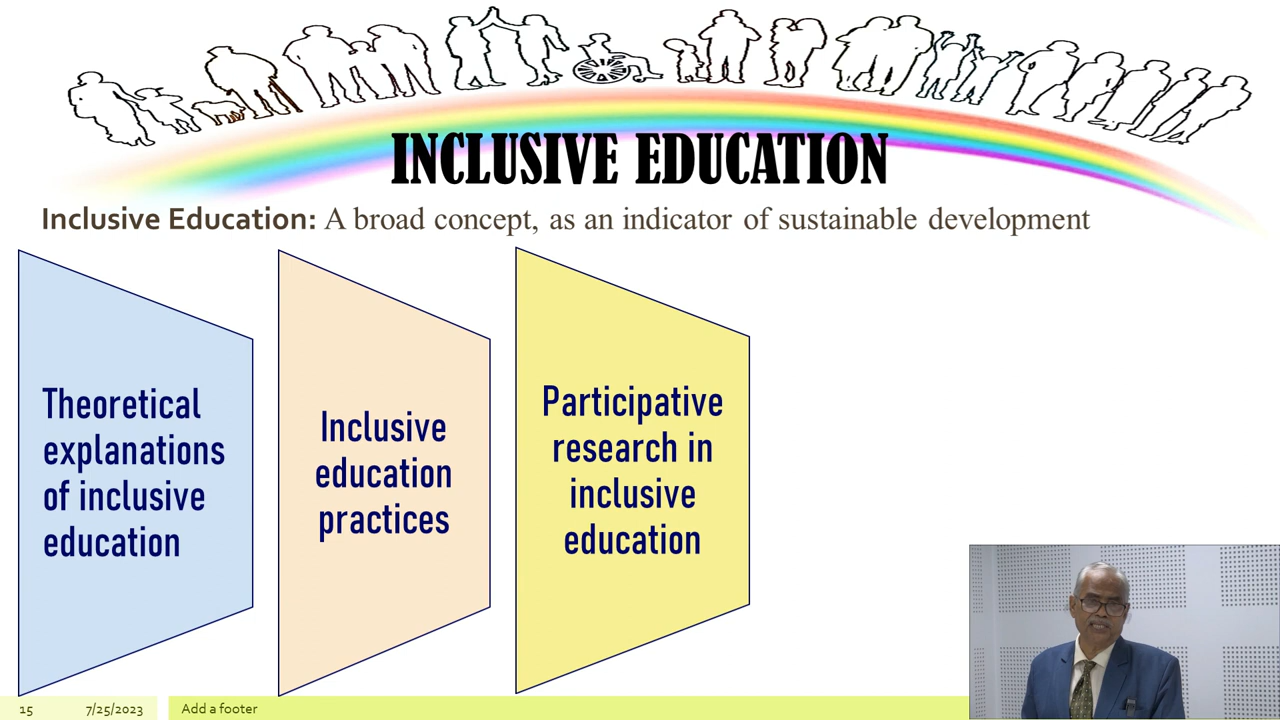 INCLUSIVE EDUCATION
Inclusive Education: A broad concept, as an indicator of sustainable development
Theoretical
explanations
of inclusive
education
Inclusive
education
practices
Participative
research in
inclusive
education
15
7/25/2023
Add a footer